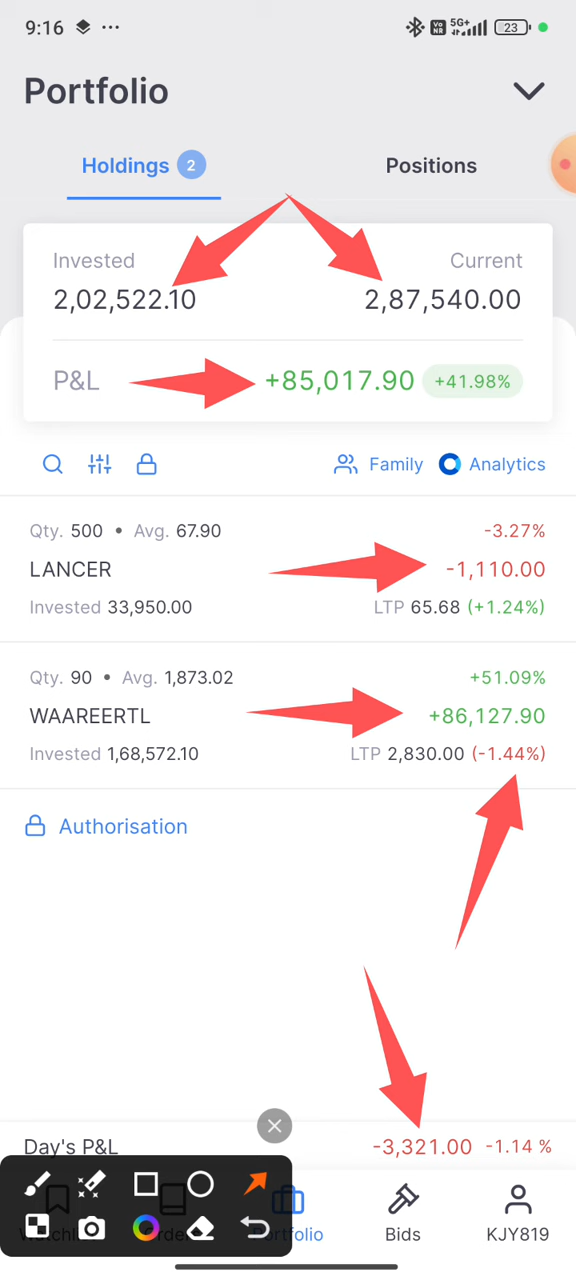 9:16 ... Vo NR 5G+ 23
Portfolio
Holdings 2 Positions
Invested Current
2,02,522.10 2,87,540.00
P&L +85,017.90 +41.98%
Family Analytics
Qty. 500 • Avg. 67.90 -3.27%
LANCER -1,110.00
Invested 33,950.00 LTP 65.68 (+1.24%)
Qty. 90 • Avg. 1,873.02 +51.09%
WAAREERTL +86,127.90
Invested 1,68,572.10 LTP 2,830.00 (-1.44%)
Authorisation
Day's P&L -3,321.00 -1.14 %
Bids KJY819